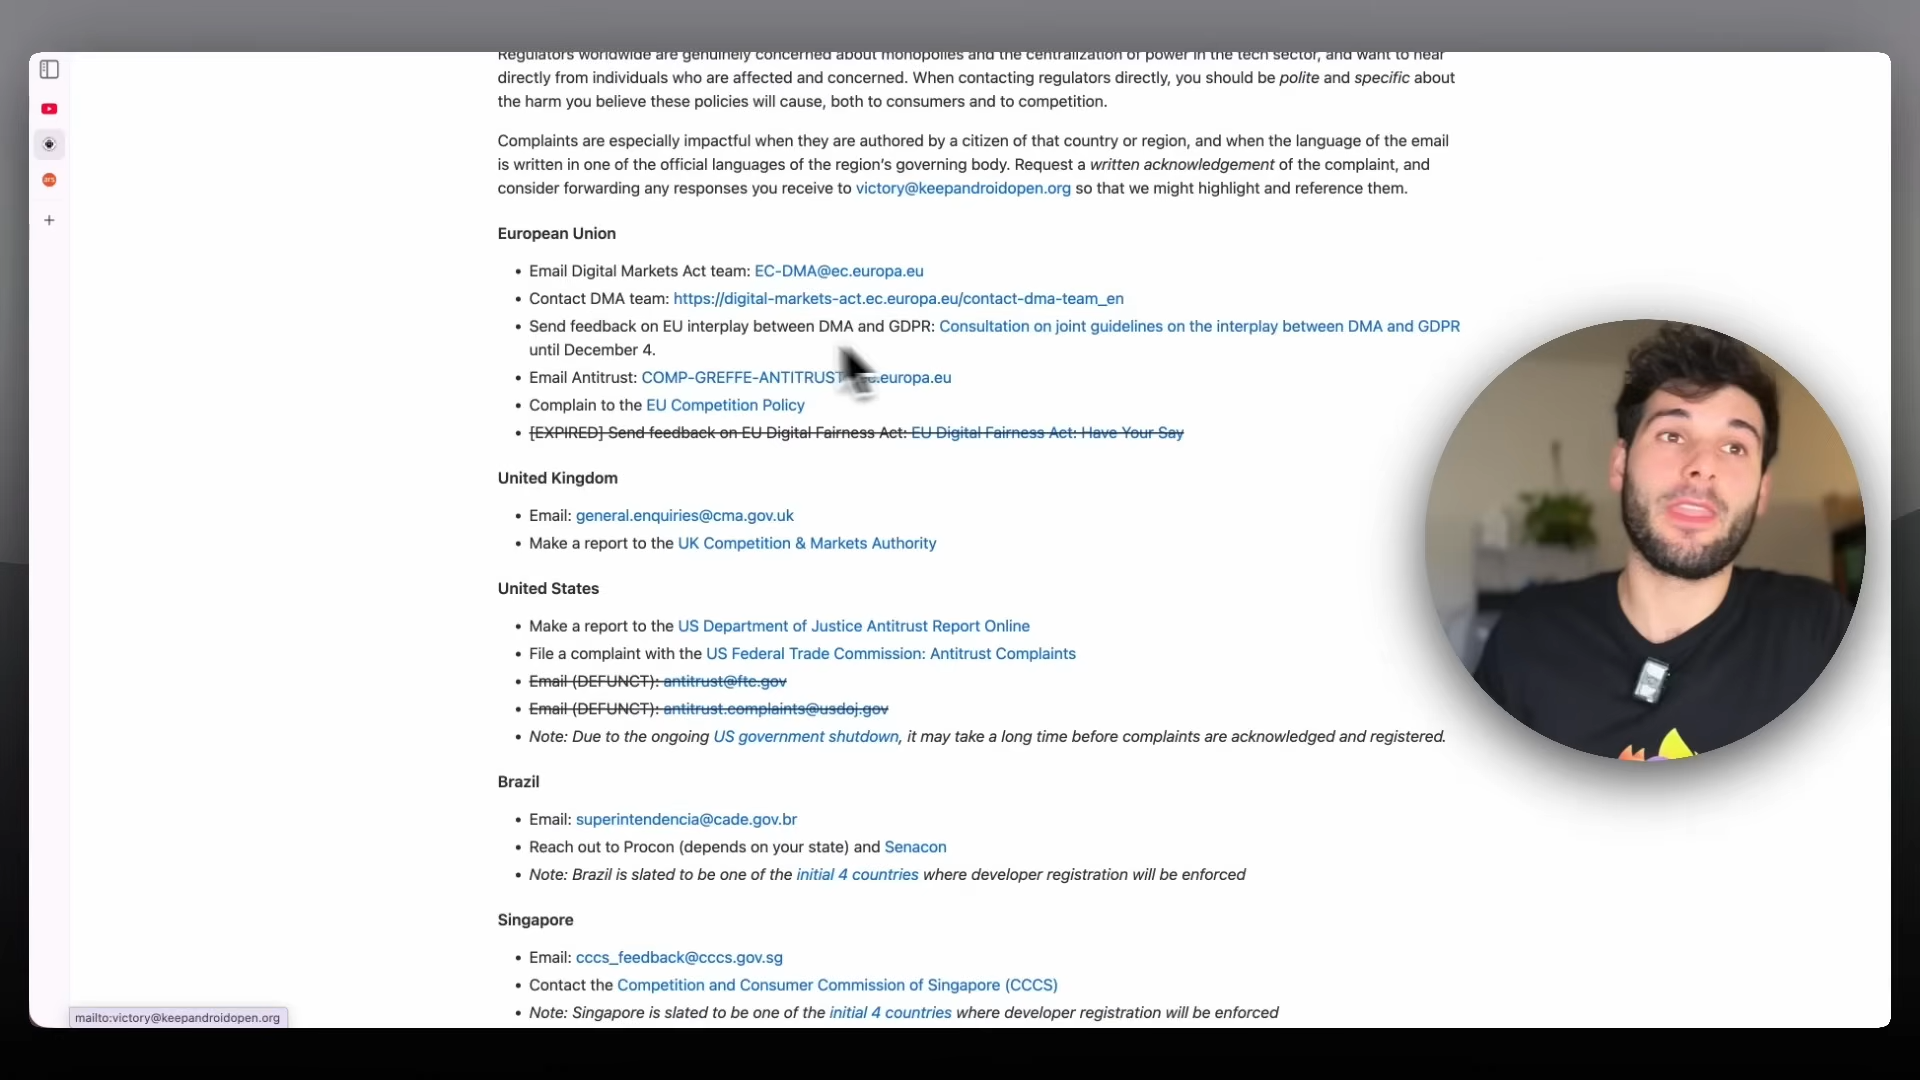 Regulators worldwide are genuinely concerned about monopolies and the centralization of power in the tech sector, and want to hear
directly from individuals who are affected and concerned. When contacting regulators directly, you should be polite and specific about
the harm you believe these policies will cause, both to consumers and to competition.
Complaints are especially impactful when they are authored by a citizen of that country or region, and when the language of the email
is written in one of the official languages of the region's governing body. Request a written acknowledgement of the complaint, and
consider forwarding any responses you receive to victory@keepandroidopen.org so that we might highlight and reference them.
European Union
• Email Digital Markets Act team: EC-DMA@ec.europa.eu
• Contact DMA team: https://digital-markets-act.ec.europa.eu/contact-dma-team_en
• Send feedback on EU interplay between DMA and GDPR: Consultation on joint guidelines on the interplay between DMA and GDPR
until December 4.
• Email Antitrust: COMP-GREFFE-ANTITRUST ec.europa.eu
• Complain to the EU Competition Policy
• [EXPIRED] Send feedback on EU Digital Fairness Act: EU Digital Fairness Act: Have Your Say
United Kingdom
• Email: general.enquiries@cma.gov.uk
• Make a report to the UK Competition & Markets Authority
United States
• Make a report to the US Department of Justice Antitrust Report Online
• File a complaint with the US Federal Trade Commission: Antitrust Complaints
• Email (DEFUNCT): antitrust@ftc.gov
• Email (DEFUNCT): antitrust.complaints@usdoj.gov
• Note: Due to the ongoing US government shutdown, it may take a long time before complaints are acknowledged and registered.
Brazil
• Email: superintendencia@cade.gov.br
• Reach out to Procon (depends on your state) and Senacon
• Note: Brazil is slated to be one of the initial 4 countries where developer registration will be enforced
Singapore
• Email: cccs_feedback@cccs.gov.sg
• Contact the Competition and Consumer Commission of Singapore (CCCS)
• Note: Singapore is slated to be one of the initial 4 countries where developer registration will be enforced
mailto:victory@keepandroidopen.org